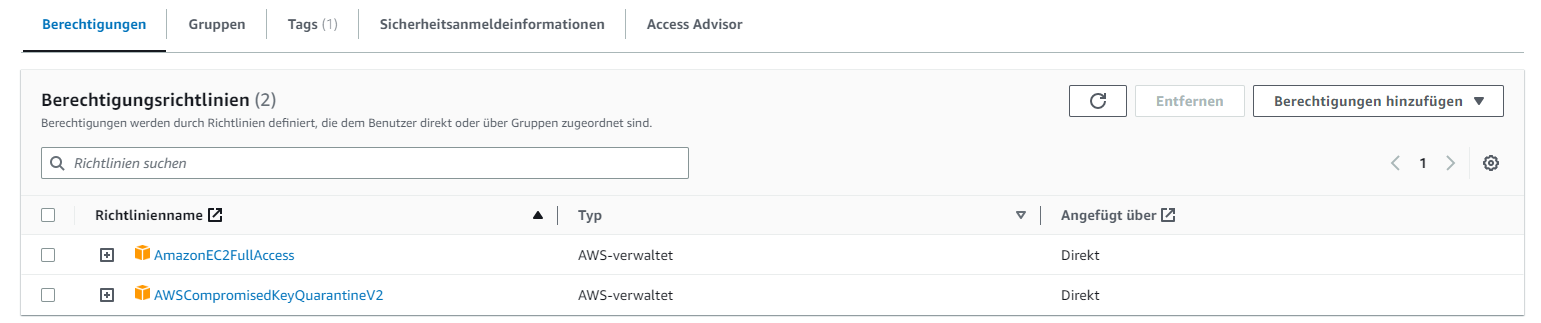 Berechtigungen Gruppen Tags (1) Sicherheitsanmeldeinformationen Access Advisor
Berechtigungsrichtlinien (2)
Entfernen Berechtigungen hinzufügen
Berechtigungen werden durch Richtlinien definiert, die dem Benutzer direkt oder über Gruppen zugeordnet sind.
Richtlinien suchen
1
Richtlinienname Typ Angefügt über
AmazonEC2FullAccess AWS-verwaltet Direkt
AWSCompromisedKeyQuarantineV2 AWS-verwaltet Direkt